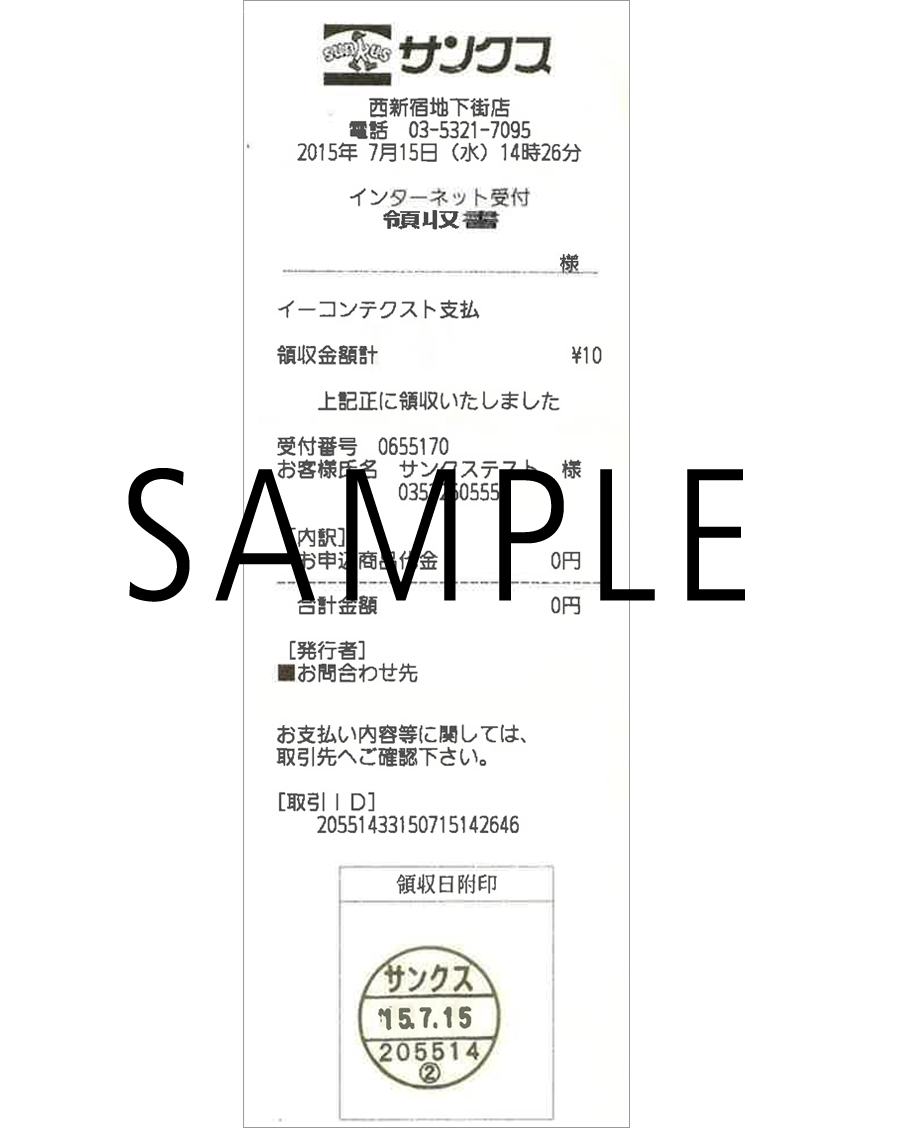 sunkus サンクス
西新宿地下街店
電話 03-5321-7095
2015年 7月15日（水）14時26分
インターネット受付
領収書
様
イーコンテクスト支払
領収金額計 ¥10
上記正に領収いたしました
受付番号 0655170
お客様氏名 サンクステスト 様
SAMPLE
[内訳]
お申込商品代金 0円
合計金額 0円
[発行者]
■お問合わせ先
お支払い内容等に関しては、
取引先へご確認下さい。
[取引ＩＤ]
20551433150715142646
領収日附印
サンクス
'15.7.15
205514
②